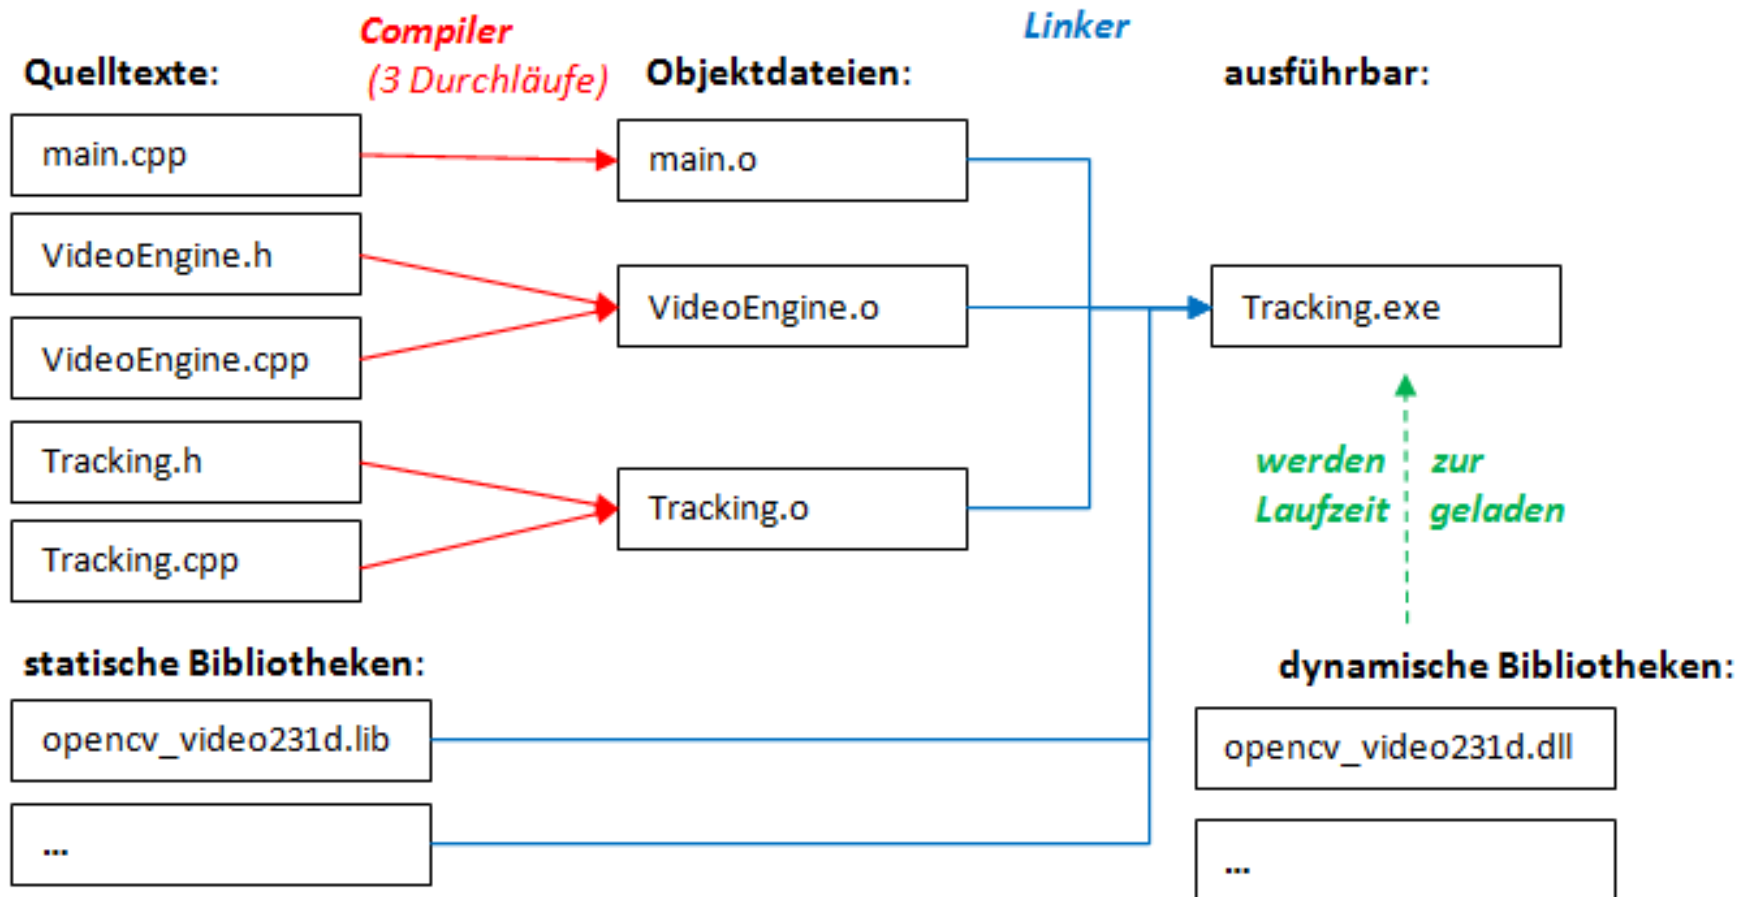 Compiler
Linker
Quelltexte:
(3 Durchläufe)
Objektdateien:
ausführbar:
main.cpp
main.o
VideoEngine.h
VideoEngine.o
Tracking.exe
VideoEngine.cpp
Tracking.h
werden zur
Laufzeit geladen
Tracking.o
Tracking.cpp
statische Bibliotheken:
dynamische Bibliotheken:
opencv_video231d.lib
opencv_video231d.dll
...
...